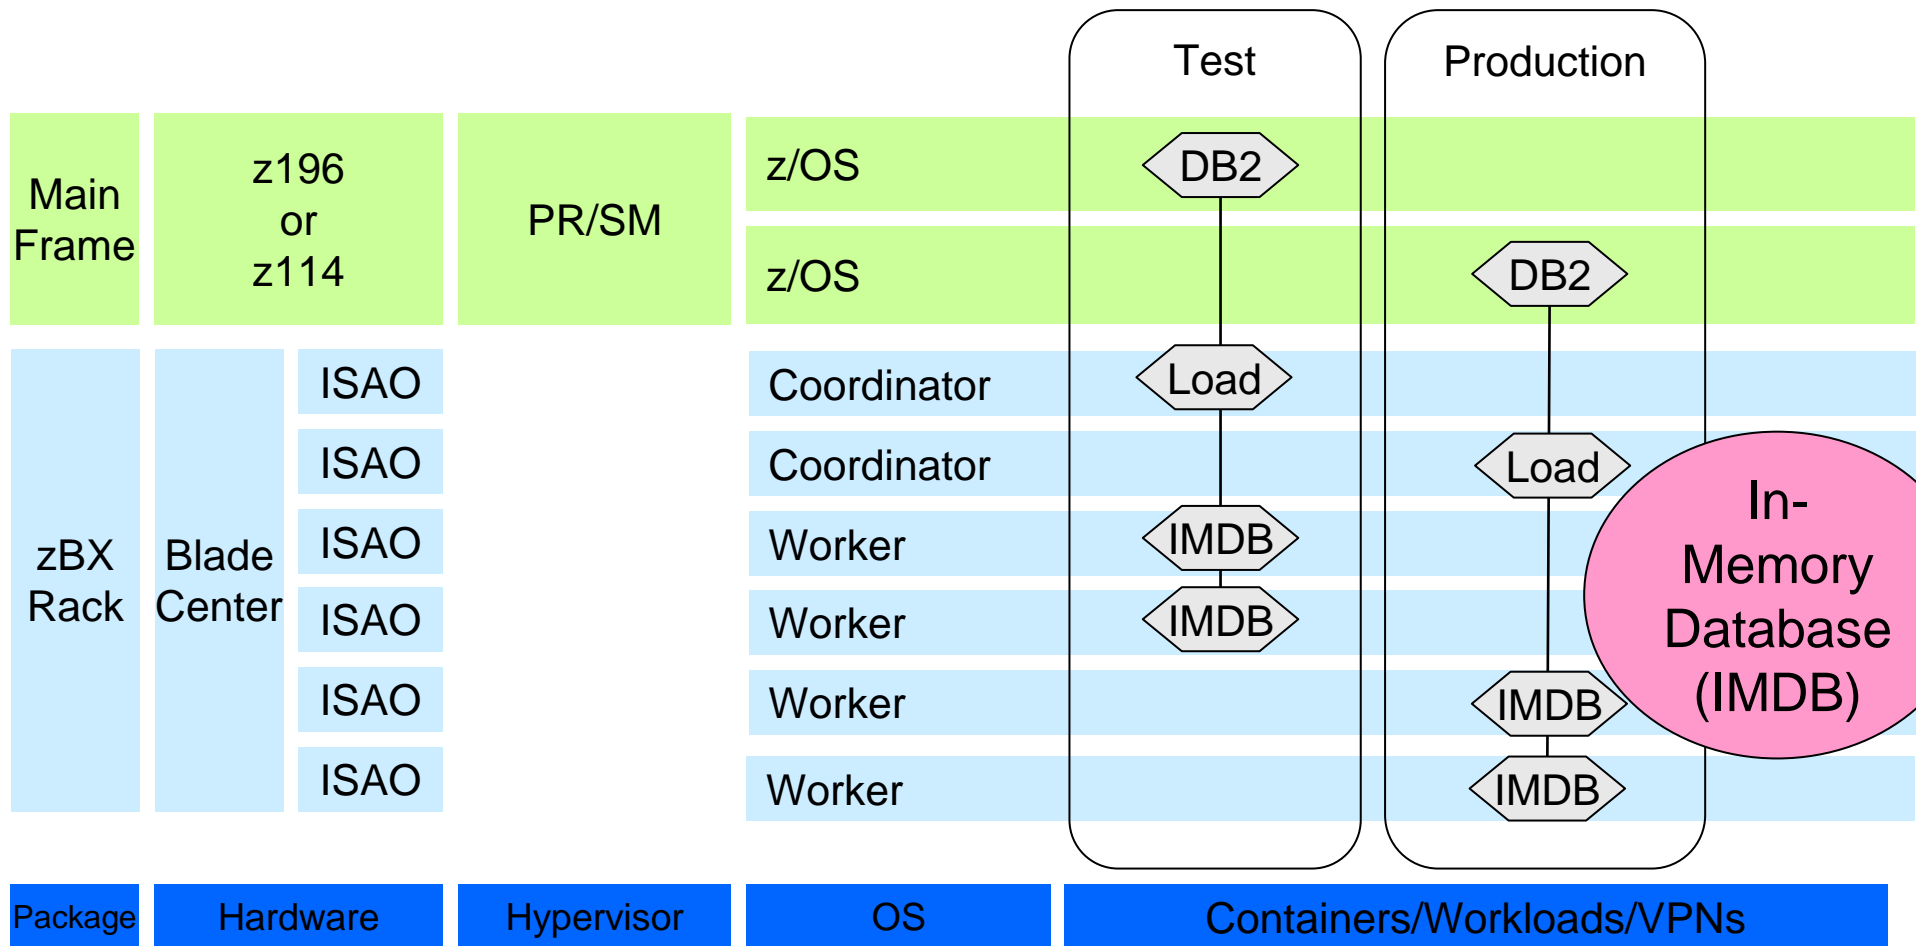 Test
Production
Main
Frame
z196
or
z114
PR/SM
z/OS
DB2
z/OS
DB2
zBX
Rack
Blade
Center
ISAO
Coordinator
Load
ISAO
Coordinator
Load
ISAO
Worker
IMDB
ISAO
Worker
IMDB
ISAO
Worker
IMDB
ISAO
Worker
IMDB
In-
Memory
Database
(IMDB)
Package
Hardware
Hypervisor
OS
Containers/Workloads/VPNs